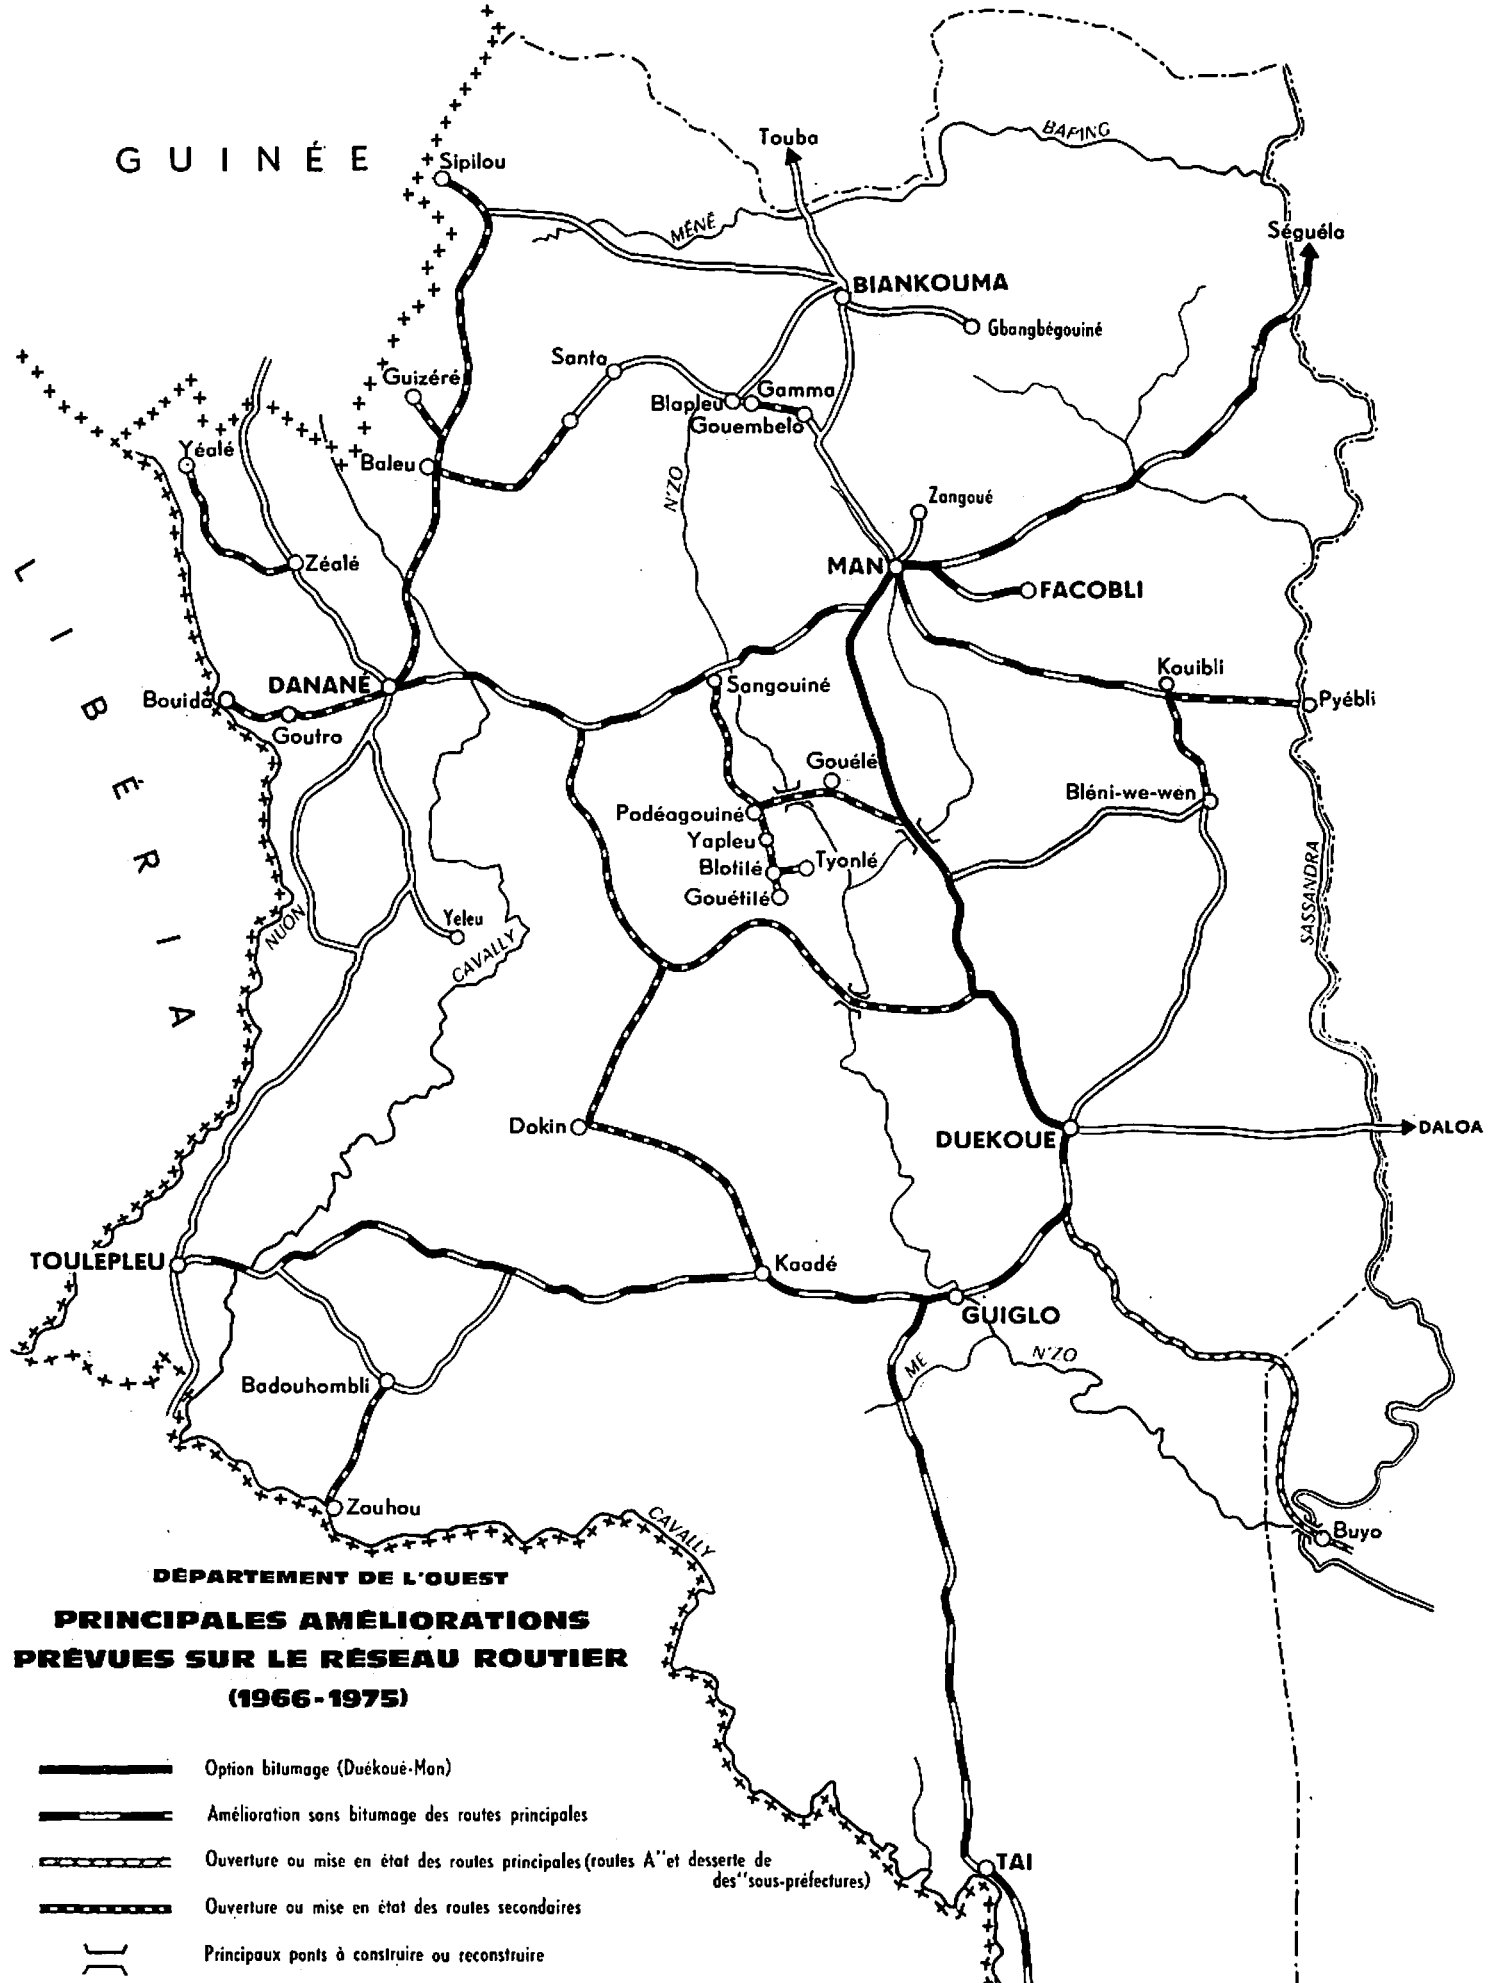 GUINÉE
Touba
BAFING
Sipilou
MÉNÉ
Séguéla
BIANKOUMA
Gbangbégouiné
Santa
Guizéré
Gamma
Blapleu
Gouembelo
Yéalé
Baleu
N'ZO
Zangoué
LIBÉRIA
Zéalé
MAN
FACOBLI
Kouibli
DANANÉ
Sangouiné
Bouida
Pyébli
Goutro
Gouélé
Bléni-we-wen
Podéagouiné
Yapleu
Tyonlé
Blotilé
Gouétilé
SASSANDRA
Yeleu
NUON
CAVALLY
Dokin
DUEKOUE
DALOA
TOULEPLEU
Kaadé
GUIGLO
N'ZO
ME
Badouhombli
Zouhou
CAVALLY
Buyo
DÉPARTEMENT DE L'OUEST
PRINCIPALES AMÉLIORATIONS
PRÉVUES SUR LE RÉSEAU ROUTIER
(1966-1975)
Option bitumage (Duékoué-Man)
Amélioration sans bitumage des routes principales
Ouverture ou mise en état des routes principales (routes A" et desserte de
des "sous-préfectures)
TAI
Ouverture ou mise en état des routes secondaires
Principaux ponts à construire ou reconstruire